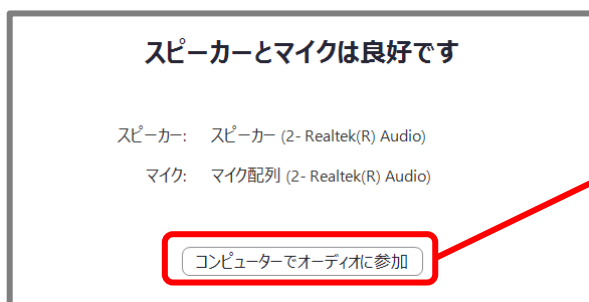 スピーカーとマイクは良好です
スピーカー: スピーカー (2- Realtek(R) Audio)
マイク: マイク配列 (2- Realtek(R) Audio)
コンピューターでオーディオに参加